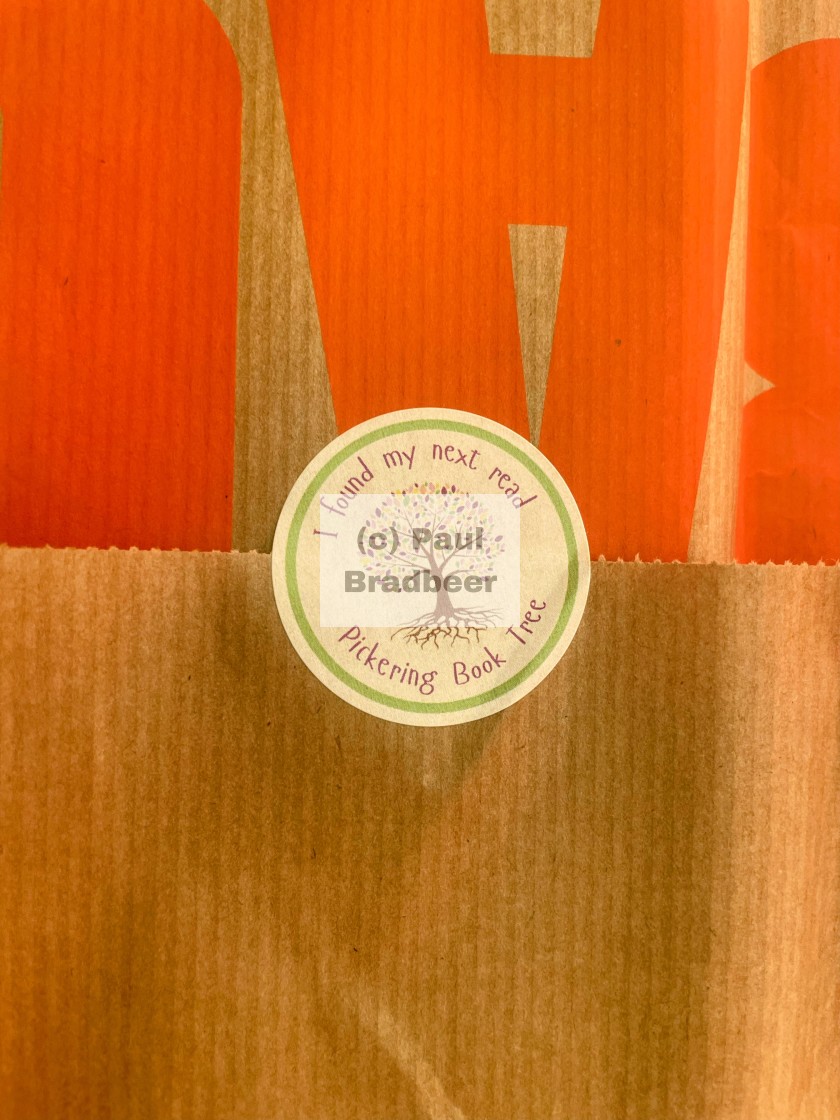 I found my next read
(c) Paul
Bradbeer
Pickering Book Tree